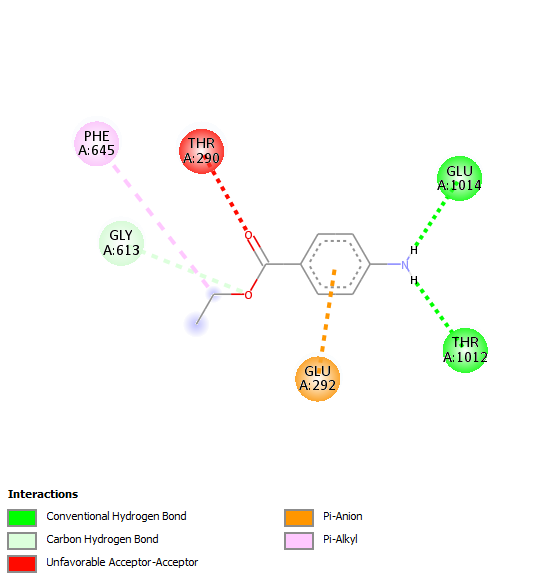 PHE
A:645
THR
A:290
GLU
A:1014
GLY
A:613
O
H
N
H
O
THR
A:1012
GLU
A:292
Interactions
Conventional Hydrogen Bond
Carbon Hydrogen Bond
Unfavorable Acceptor-Acceptor
Pi-Anion
Pi-Alkyl